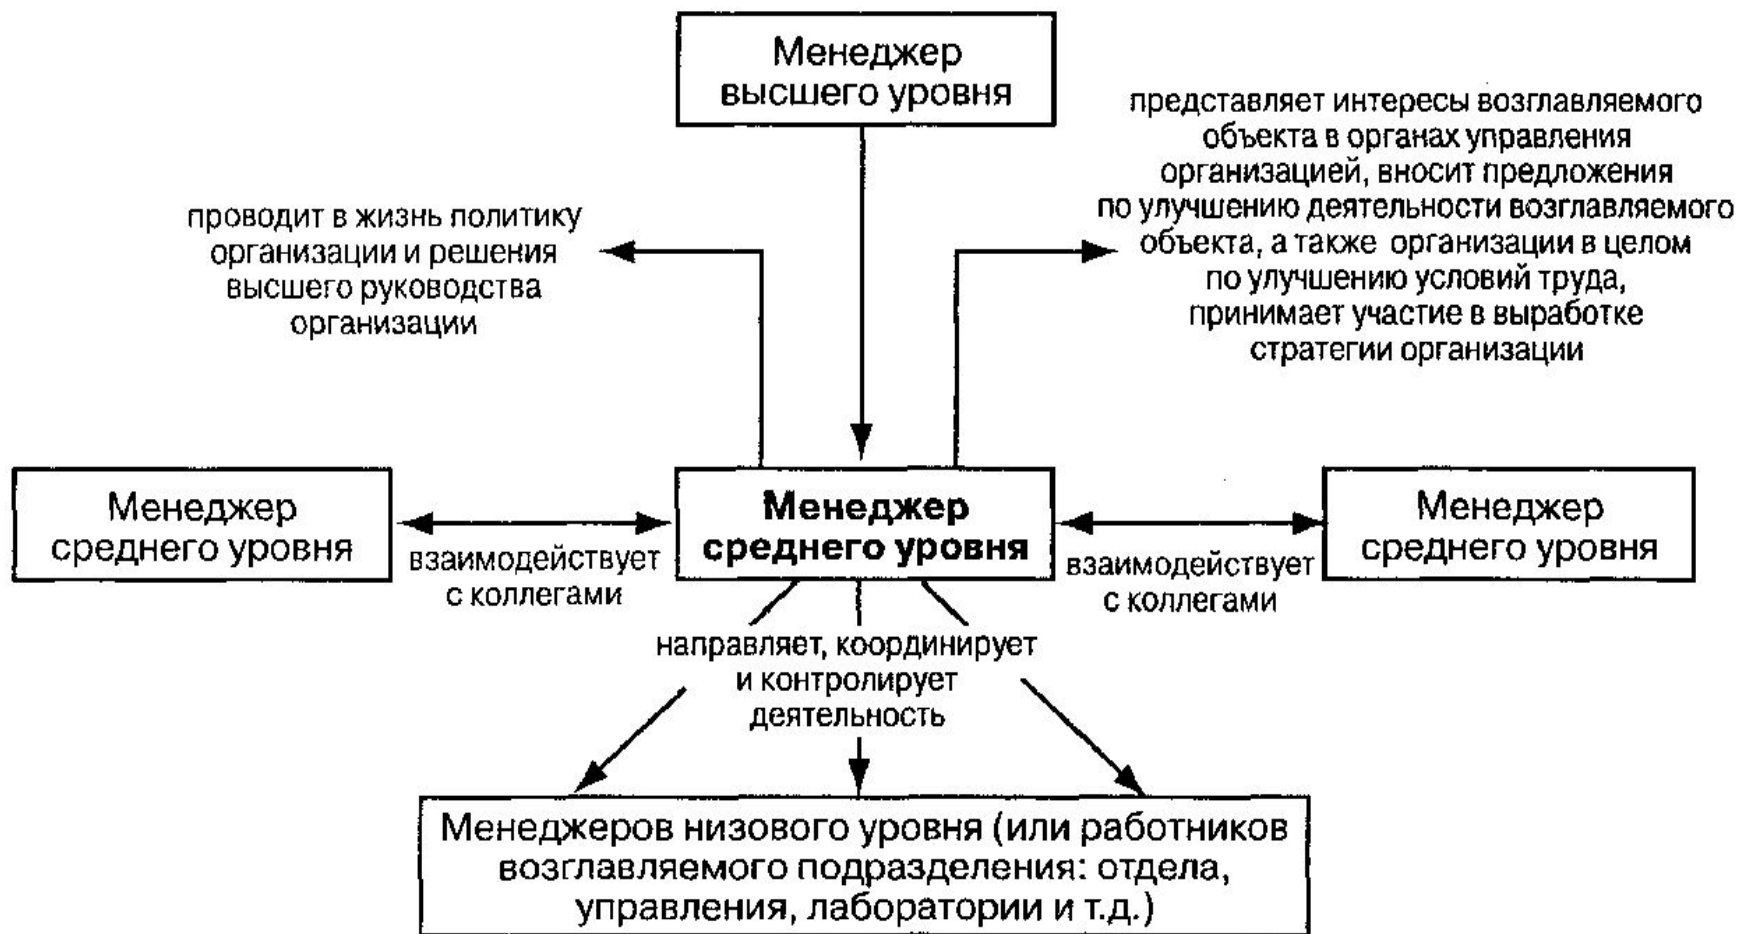 Менеджер
высшего уровня
представляет интересы возглавляемого
объекта в органах управления
организацией, вносит предложения
по улучшению деятельности возглавляемого
объекта, а также организации в целом
по улучшению условий труда,
принимает участие в выработке
стратегии организации
проводит в жизнь политику
организации и решения
высшего руководства
организации
Менеджер
среднего уровня
взаимодействует
с коллегами
Менеджер
среднего уровня
взаимодействует
с коллегами
Менеджер
среднего уровня
направляет, координирует
и контролирует
деятельность
Менеджеров низового уровня (или работников
возглавляемого подразделения: отдела,
управления, лаборатории и т.д.)